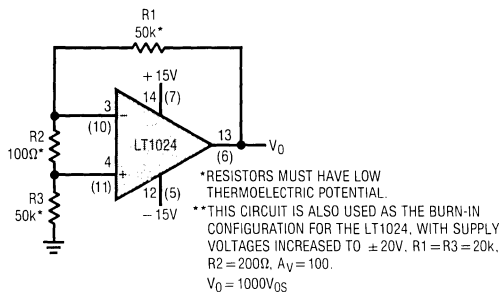 R1
50k*
+15V
14 (7)
3
(10)
−
R2
100Ω*
LT1024
13
(6)
V₀
4
(11)
+
R3
50k*
12 (5)
−15V
*RESISTORS MUST HAVE LOW
THERMOELECTRIC POTENTIAL.
**THIS CIRCUIT IS ALSO USED AS THE BURN-IN
CONFIGURATION FOR THE LT1024, WITH SUPPLY
VOLTAGES INCREASED TO ±20V, R1=R3=20k,
R2=200Ω, AV=100.
VO=1000VOS